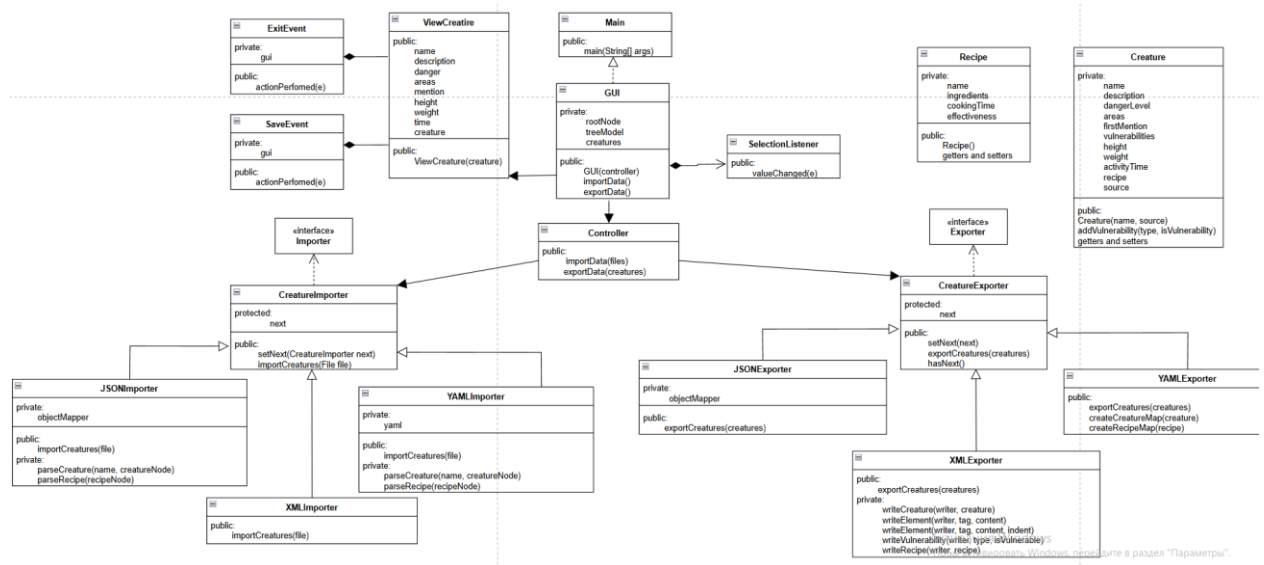 ExitEvent
private:
gui
public:
actionPerfomed(e)
ViewCreatire
public:
name
description
danger
areas
mention
height
weight
time
creature
public:
ViewCreature(creature)
Main
public:
main(String[] args)
Recipe
private:
name
ingredients
cookingTime
effectiveness
public:
Recipe()
getters and setters
Creature
private:
name
description
dangerLevel
areas
firstMention
vulnerabilities
height
weight
activityTime
recipe
source
public:
Creature(name, source)
addVulnerability(type, isVulnerability)
getters and setters
GUI
private:
rootNode
treeModel
creatures
public:
GUI(controller)
importData()
exportData()
SaveEvent
private:
gui
public:
actionPerfomed(e)
SelectionListener
public:
valueChanged(e)
«interface»
Importer
Controller
public:
importData(files)
exportData(creatures)
«interface»
Exporter
CreatureImporter
protected:
next
public:
setNext(CreatureImporter next)
importCreatures(File file)
CreatureExporter
protected:
next
public:
setNext(next)
exportCreatures(creatures)
hasNext()
JSONImporter
private:
objectMapper
public:
importCreatures(file)
private:
parseCreature(name, creatureNode)
parseRecipe(recipeNode)
YAMLImporter
private:
yaml
public:
importCreatures(file)
private:
parseCreature(name, creatureNode)
parseRecipe(recipeNode)
JSONExporter
private:
objectMapper
public:
exportCreatures(creatures)
YAMLExporter
public:
exportCreatures(creatures)
createCreatureMap(creature)
createRecipeMap(recipe)
XMLImporter
public:
importCreatures(file)
XMLExporter
public:
exportCreatures(creatures)
private:
writeCreature(writer, creature)
writeElement(writer, tag, content)
writeElement(writer, tag, content, indent)
writeVulnerability(writer, type, isVulnerable)
writeRecipe(writer, recipe)
Windows, перейдите в раздел "Параметры".